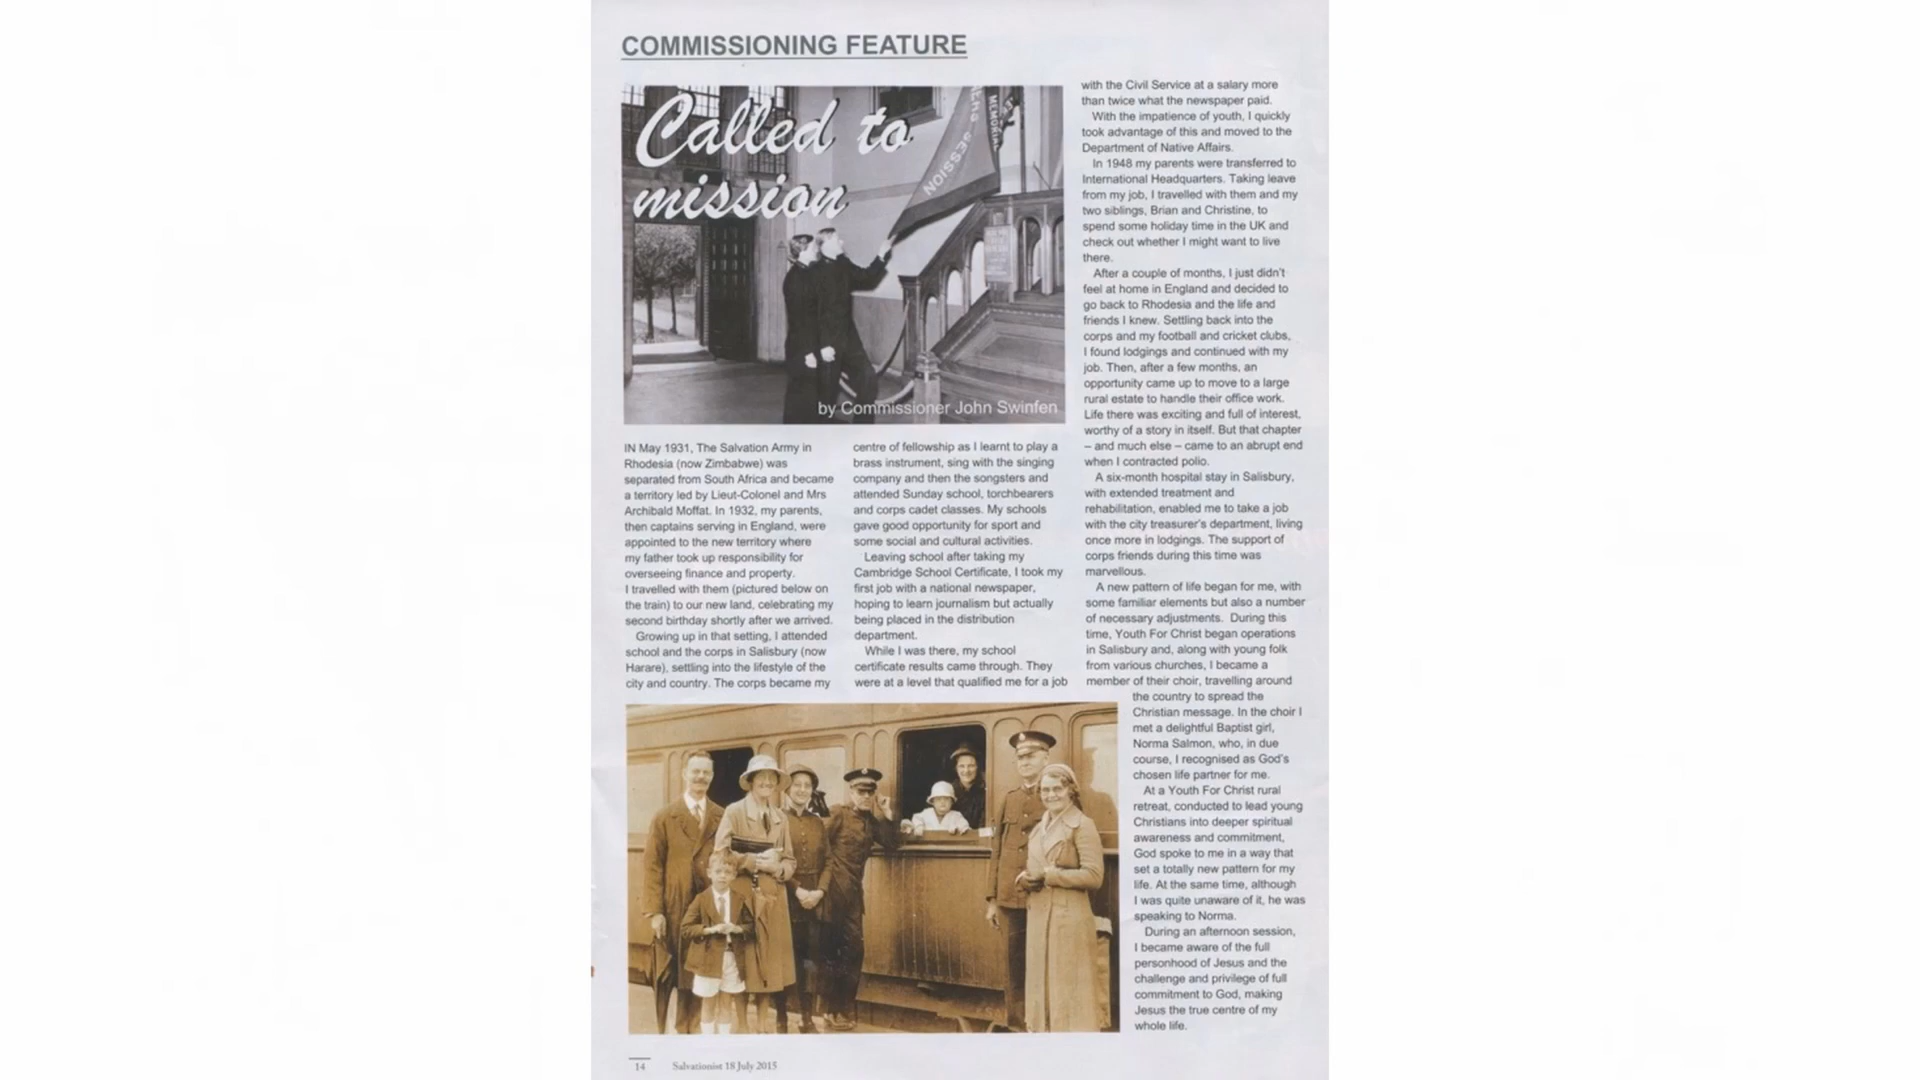 COMMISSIONING FEATURE
Called to
mission
SESSION
MEMORIAL
by Commissioner John Swinfen
IN May 1931, The Salvation Army in
Rhodesia (now Zimbabwe) was
separated from South Africa and became
a territory led by Lieut-Colonel and Mrs
Archibald Moffat. In 1932, my parents,
then captains serving in England, were
appointed to the new territory where
my father took up responsibility for
overseeing finance and property.
I travelled with them (pictured below on
the train) to our new land, celebrating my
second birthday shortly after we arrived.
Growing up in that setting, I attended
school and the corps in Salisbury (now
Harare), settling into the lifestyle of the
city and country. The corps became my
centre of fellowship as I learnt to play a
brass instrument, sing with the singing
company and then the songsters and
attended Sunday school, torchbearers
and corps cadet classes. My schools
gave good opportunity for sport and
some social and cultural activities.
Leaving school after taking my
Cambridge School Certificate, I took my
first job with a national newspaper,
hoping to learn journalism but actually
being placed in the distribution
department.
While I was there, my school
certificate results came through. They
were at a level that qualified me for a job
with the Civil Service at a salary more
than twice what the newspaper paid.
With the impatience of youth, I quickly
took advantage of this and moved to the
Department of Native Affairs.
In 1948 my parents were transferred to
International Headquarters. Taking leave
from my job, I travelled with them and my
two siblings, Brian and Christine, to
spend some holiday time in the UK and
check out whether I might want to live
there.
After a couple of months, I just didn't
feel at home in England and decided to
go back to Rhodesia and the life and
friends I knew. Settling back into the
corps and my football and cricket clubs,
I found lodgings and continued with my
job. Then, after a few months, an
opportunity came up to move to a large
rural estate to handle their office work.
Life there was exciting and full of interest,
worthy of a story in itself. But that chapter
– and much else – came to an abrupt end
when I contracted polio.
A six-month hospital stay in Salisbury,
with extended treatment and
rehabilitation, enabled me to take a job
with the city treasurer's department, living
once more in lodgings. The support of
corps friends during this time was
marvellous.
A new pattern of life began for me, with
some familiar elements but also a number
of necessary adjustments. During this
time, Youth For Christ began operations
in Salisbury and, along with young folk
from various churches, I became a
member of their choir, travelling around
the country to spread the
Christian message. In the choir I
met a delightful Baptist girl,
Norma Salmon, who, in due
course, I recognised as God's
chosen life partner for me.
At a Youth For Christ rural
retreat, conducted to lead young
Christians into deeper spiritual
awareness and commitment,
God spoke to me in a way that
set a totally new pattern for my
life. At the same time, although
I was quite unaware of it, he was
speaking to Norma.
During an afternoon session,
I became aware of the full
personhood of Jesus and the
challenge and privilege of full
commitment to God, making
Jesus the true centre of my
whole life.
14
Salvationist 18 July 2015